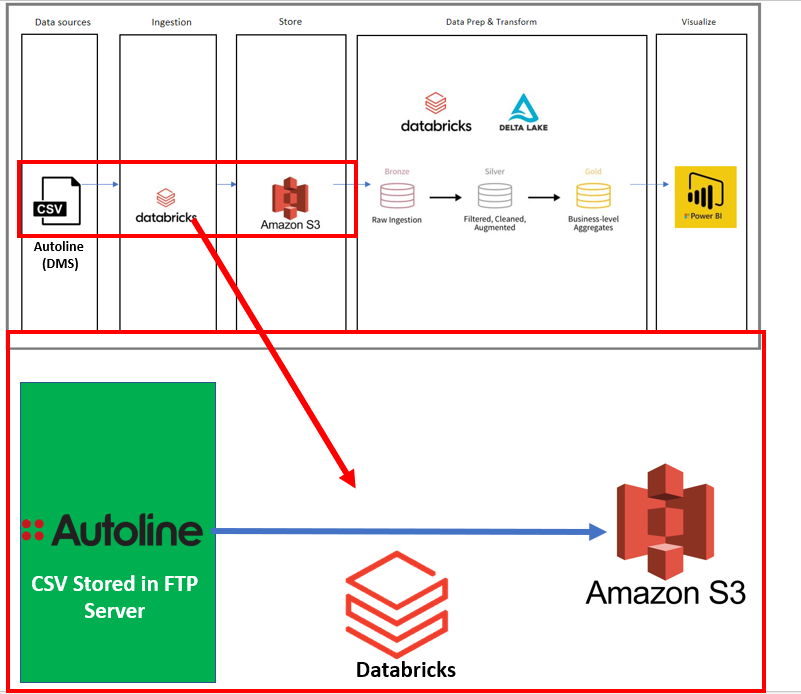 Data sources
Ingestion
Store
Data Prep & Transform
Visualize
databricks
DELTA LAKE
CSV
Autoline
(DMS)
databricks
Amazon S3
Bronze
Raw Ingestion
Silver
Filtered, Cleaned,
Augmented
Gold
Business-level
Aggregates
Power BI
Autoline
CSV Stored in FTP
Server
Databricks
Amazon S3